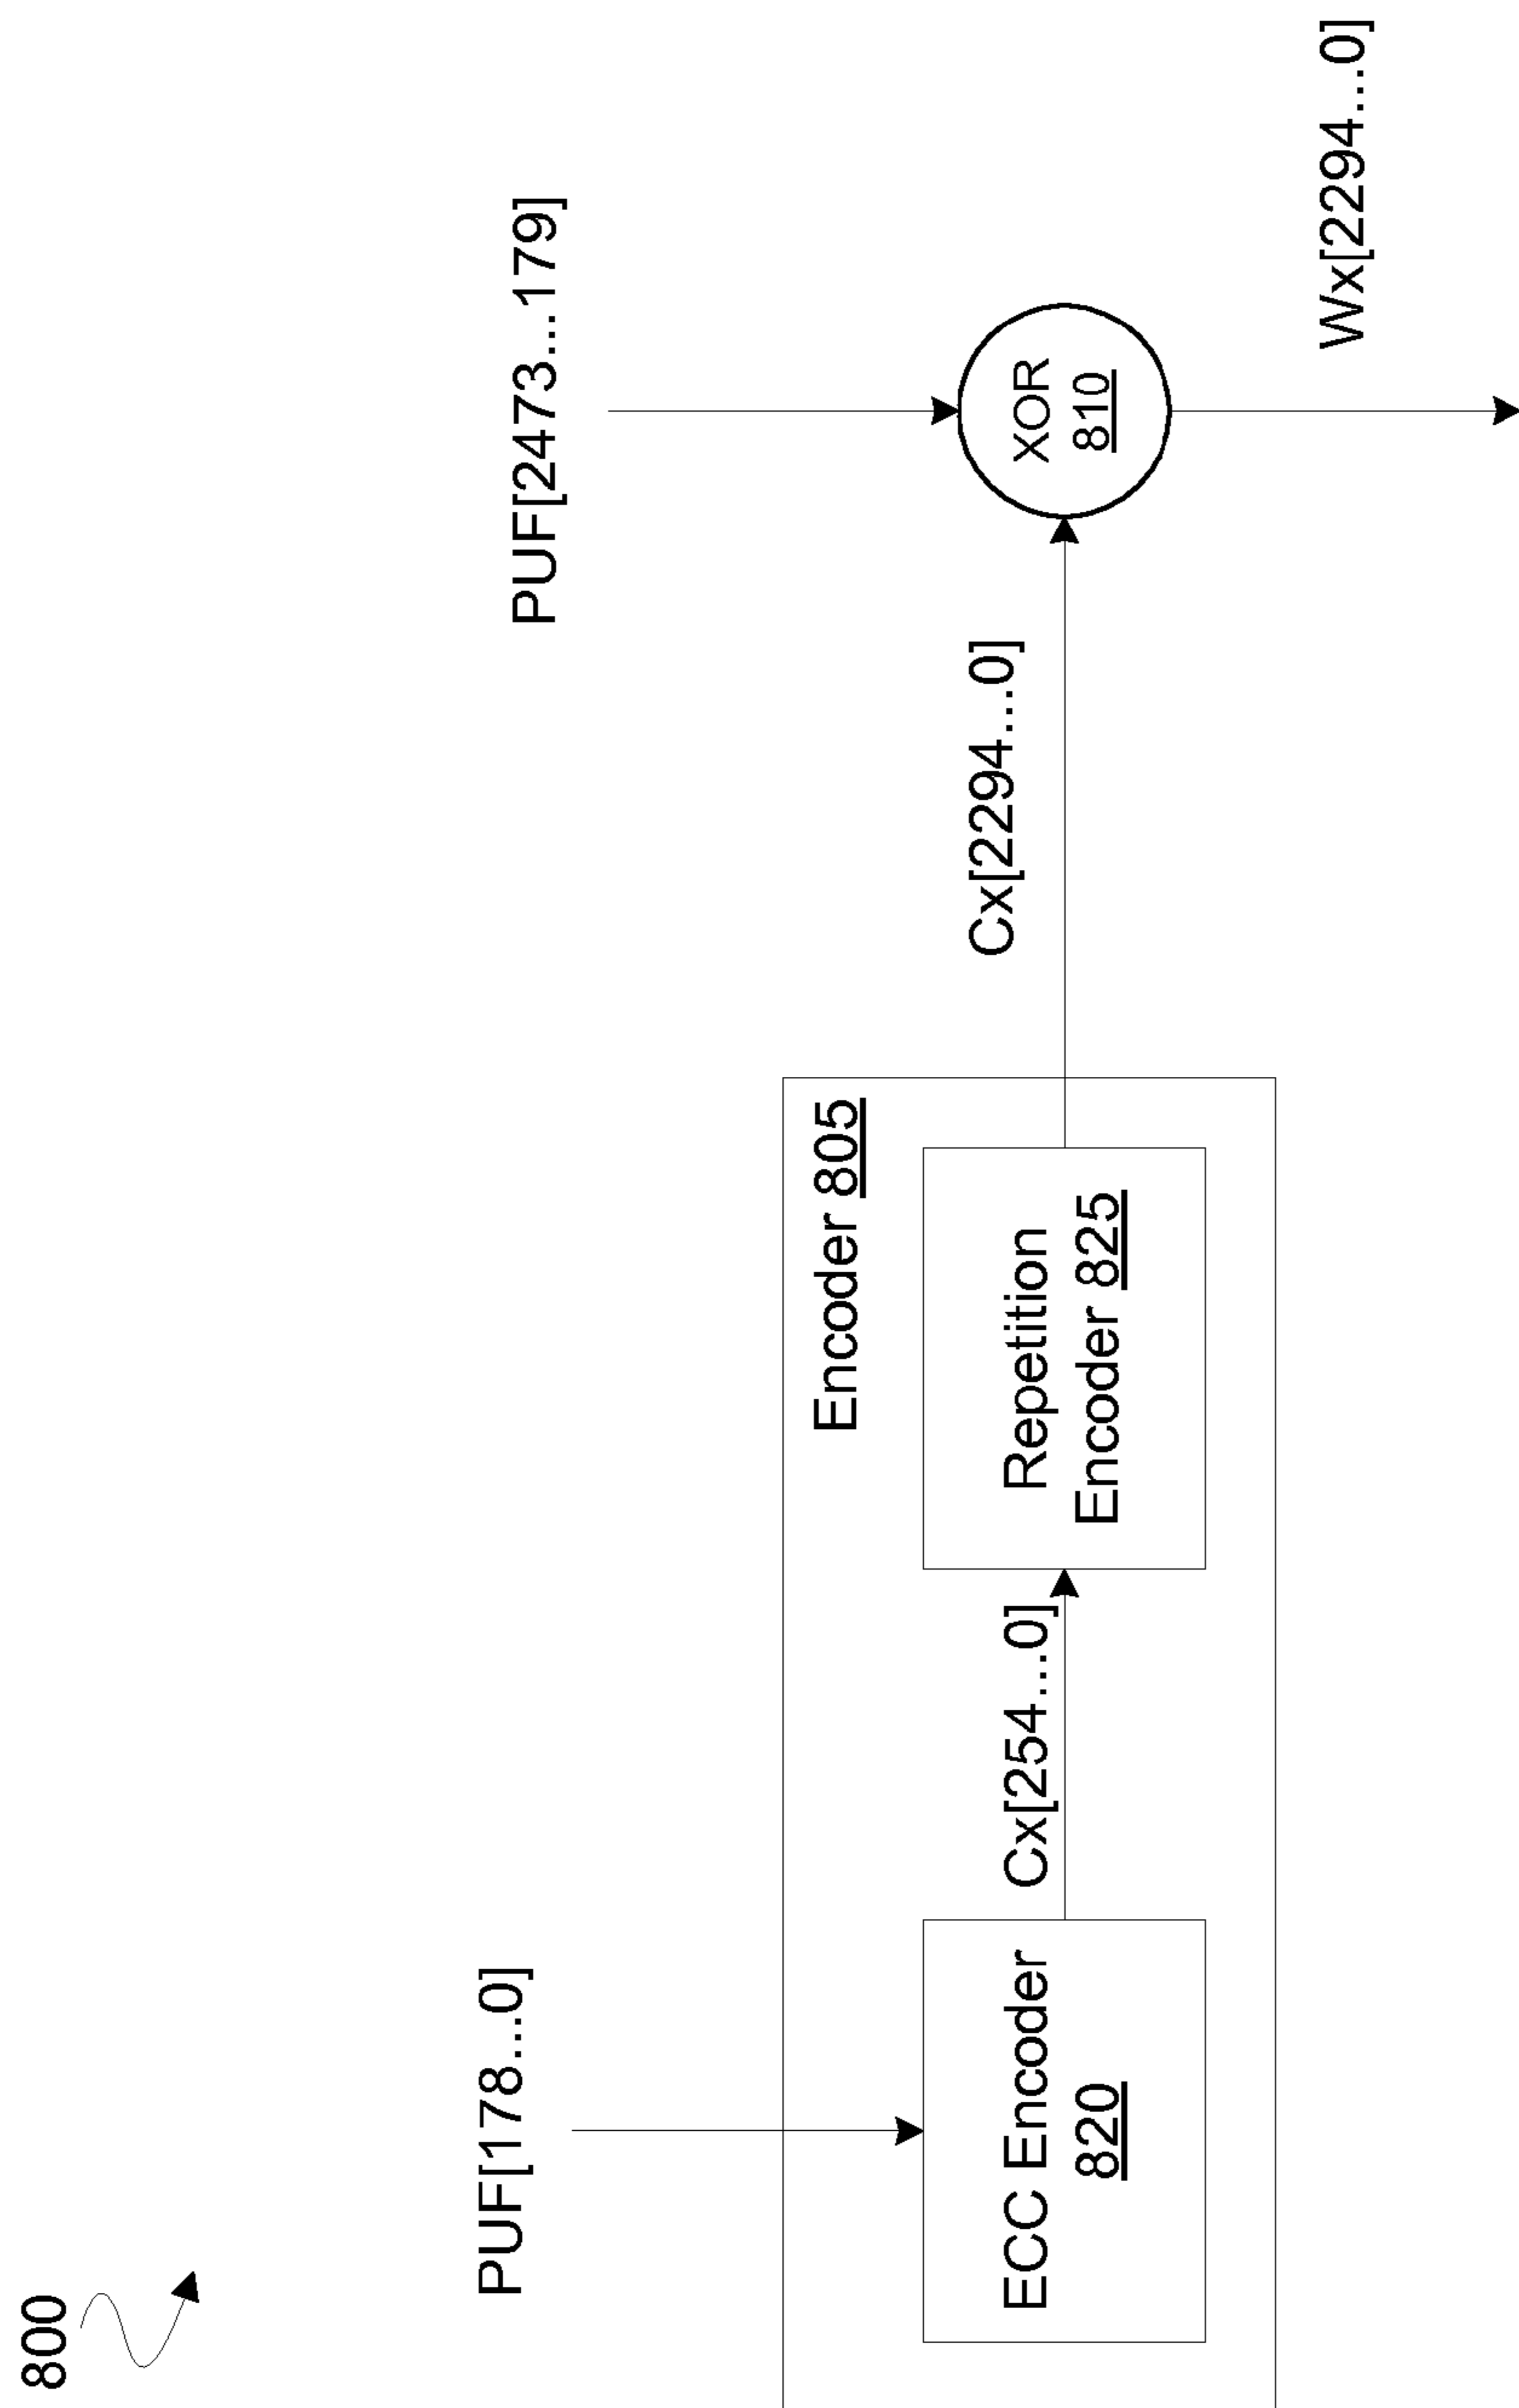 800
PUF[178...0]
PUF[2473...179]
Encoder 805
ECC Encoder
820
Cx[254...0]
Repetition
Encoder 825
Cx[2294...0]
XOR
810
Wx[2294...0]